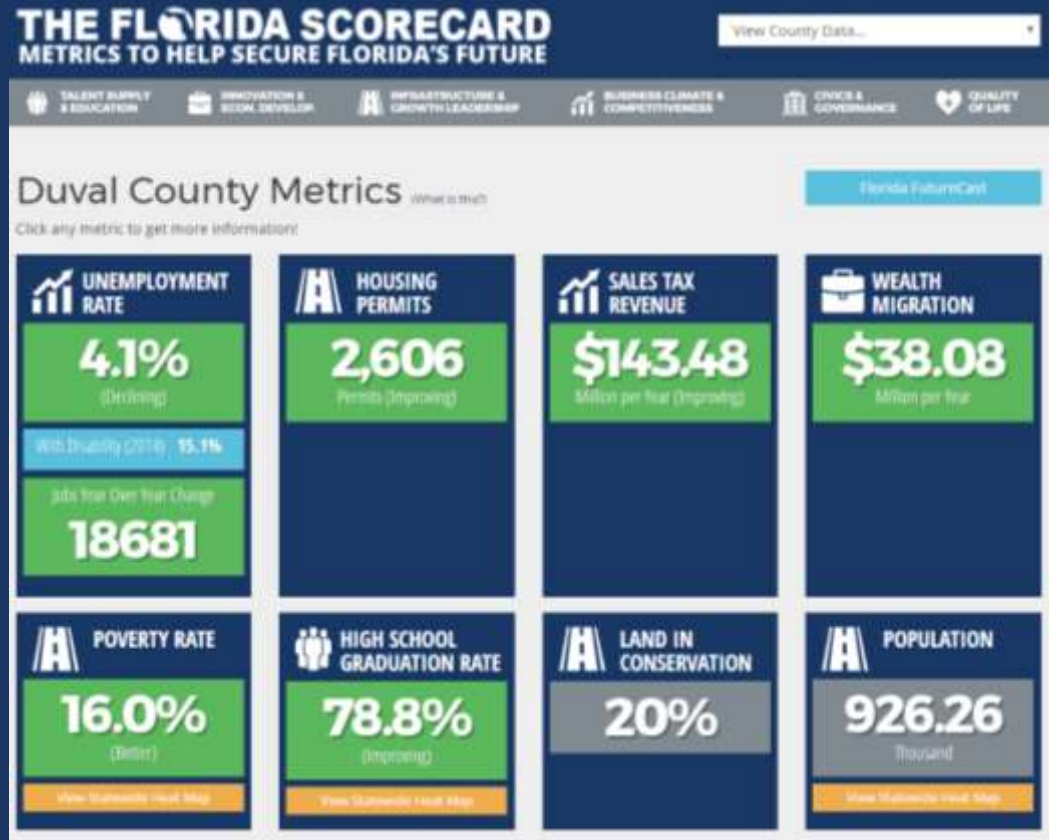 THE FLORIDA SCORECARD
METRICS TO HELP SECURE FLORIDA'S FUTURE
View County Data...
TALENT SUPPLY
& EDUCATION
INNOVATION &
ECON. DEVELOP.
INFRASTRUCTURE &
GROWTH LEADERSHIP
BUSINESS CLIMATE &
COMPETITIVENESS
CIVICS &
GOVERNANCE
QUALITY
OF LIFE
Duval County Metrics (What is this?)
Florida FutureCast
Click any metric to get more information!
UNEMPLOYMENT
RATE
4.1%
(Declining)
With Disability (2014) 15.1%
Jobs Year Over Year Change
18681
HOUSING
PERMITS
2,606
Permits (Improving)
SALES TAX
REVENUE
$143.48
Million per Year (Improving)
WEALTH
MIGRATION
$38.08
Million per Year
POVERTY RATE
16.0%
(Better)
View Statewide Heat Map
HIGH SCHOOL
GRADUATION RATE
78.8%
(Improving)
View Statewide Heat Map
LAND IN
CONSERVATION
20%
POPULATION
926.26
Thousand
View Statewide Heat Map